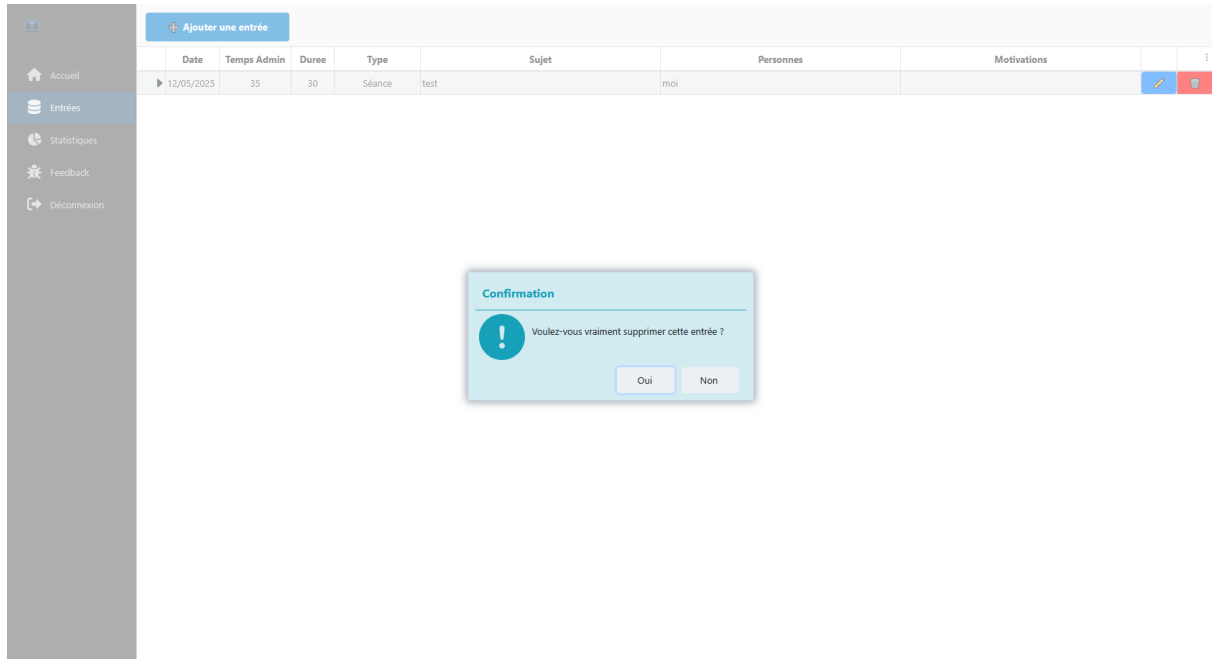 Ajouter une entrée
Accueil
Entrées
Statistiques
Feedback
Déconnexion
Date Temps Admin Duree Type Sujet Personnes Motivations
12/05/2025 35 30 Séance test moi
Confirmation
Voulez-vous vraiment supprimer cette entrée ?
Oui Non